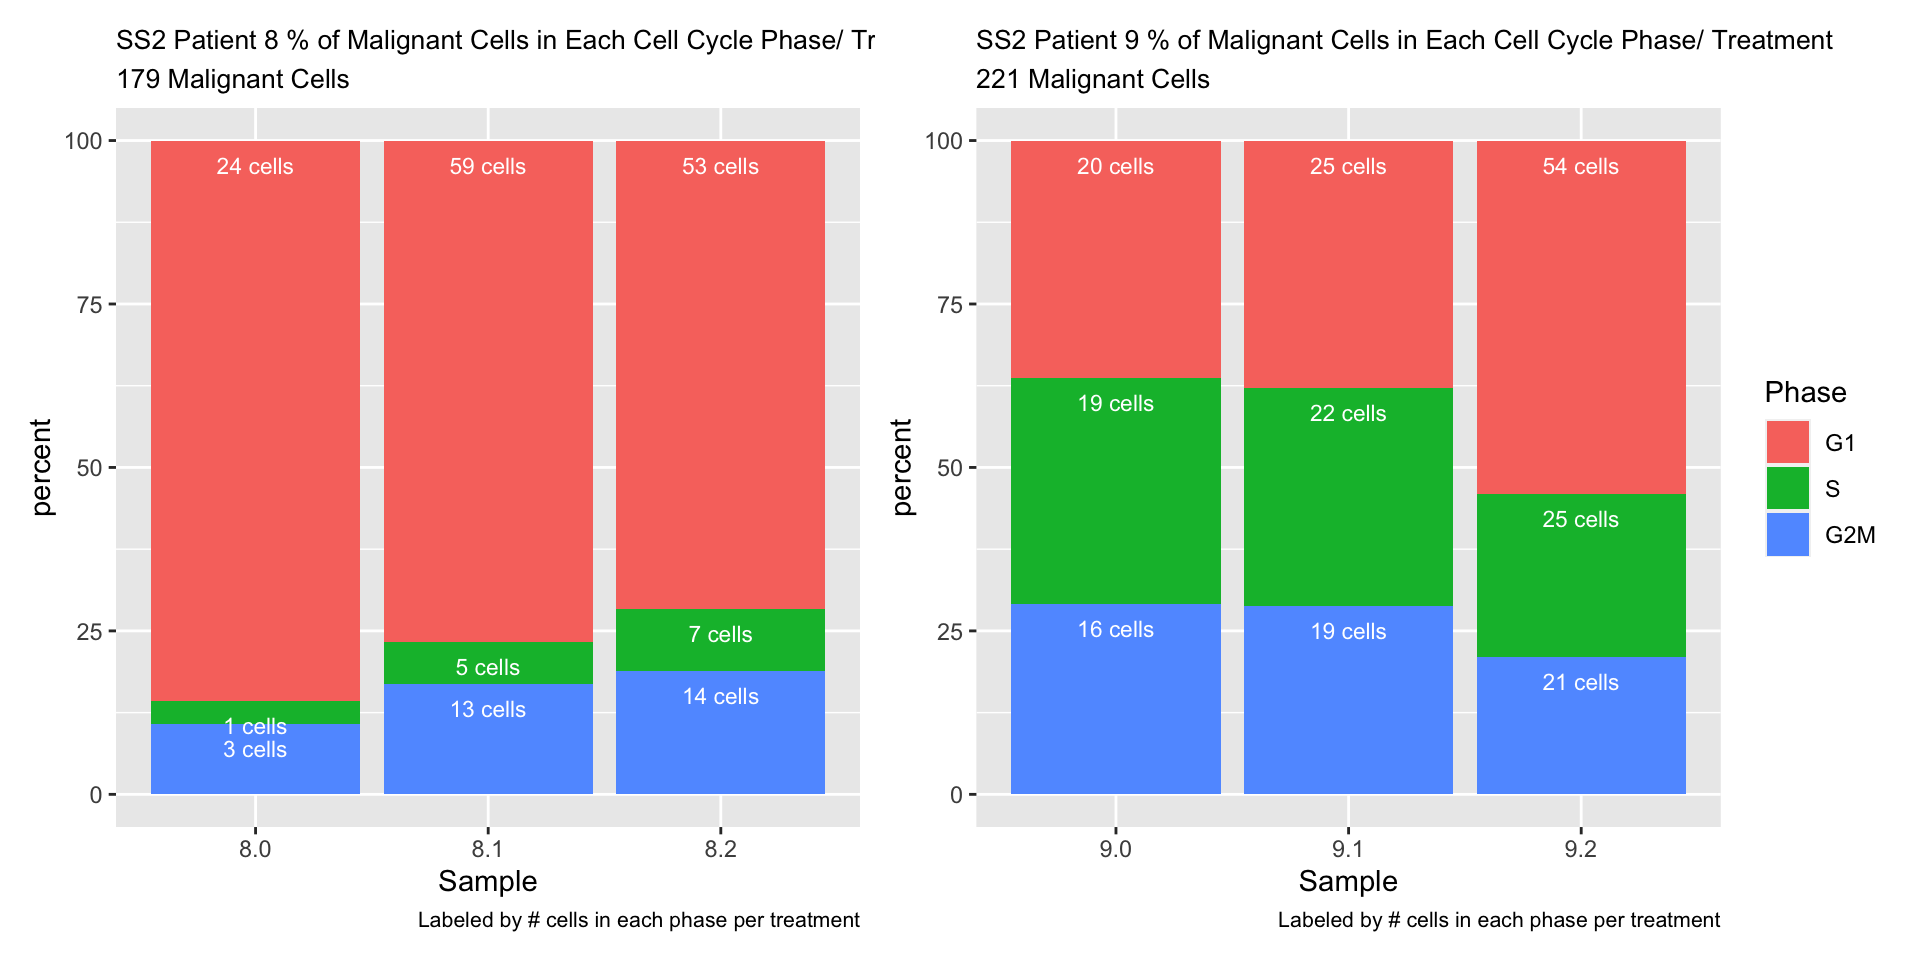 SS2 Patient 8 % of Malignant Cells in Each Cell Cycle Phase/ Tr
179 Malignant Cells
100
75
50
25
0
percent
24 cells
59 cells
53 cells
1 cells
3 cells
5 cells
13 cells
7 cells
14 cells
8.0
8.1
8.2
Sample
Labeled by # cells in each phase per treatment
SS2 Patient 9 % of Malignant Cells in Each Cell Cycle Phase/ Treatment
221 Malignant Cells
100
75
50
25
0
percent
20 cells
25 cells
54 cells
19 cells
22 cells
25 cells
16 cells
19 cells
21 cells
9.0
9.1
9.2
Sample
Labeled by # cells in each phase per treatment
Phase
G1
S
G2M